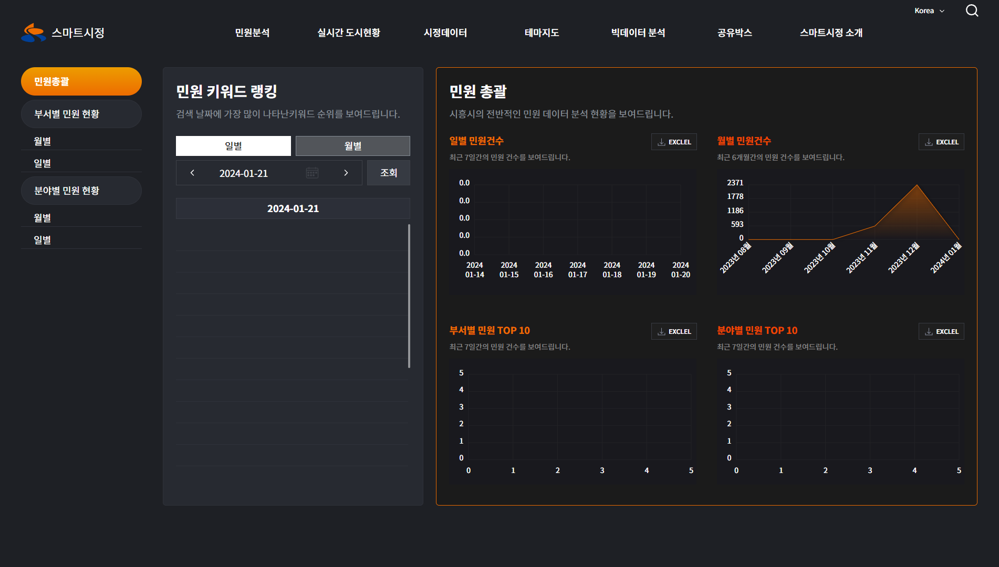 Korea
스마트시정
민원분석
실시간 도시현황
시정데이터
테마지도
빅데이터 분석
공유박스
스마트시정 소개
민원총괄
부서별 민원 현황
월별
일별
분야별 민원 현황
월별
일별
민원 키워드 랭킹
검색 날짜에 가장 많이 나타난키워드 순위를 보여드립니다.
일별
월별
2024-01-21
조회
2024-01-21
민원 총괄
시흥시의 전반적인 민원 데이터 분석 현황을 보여드립니다.
일별 민원건수
EXCLEL
최근 7일간의 민원 건수를 보여드립니다.
0.0
0.0
0.0
0.0
0.0
2024 2024 2024 2024 2024 2024 2024
01-14 01-15 01-16 01-17 01-18 01-19 01-20
월별 민원건수
EXCLEL
최근 6개월간의 민원 건수를 보여드립니다.
2371
1778
1186
593
0
2023년 08월
2023년 09월
2023년 10월
2023년 11월
2023년 12월
2024년 01월
부서별 민원 TOP 10
EXCLEL
최근 7일간의 민원 건수를 보여드립니다.
5
4
3
2
1
0
0 1 2 3 4 5
분야별 민원 TOP 10
EXCLEL
최근 7일간의 민원 건수를 보여드립니다.
5
4
3
2
1
0
0 1 2 3 4 5